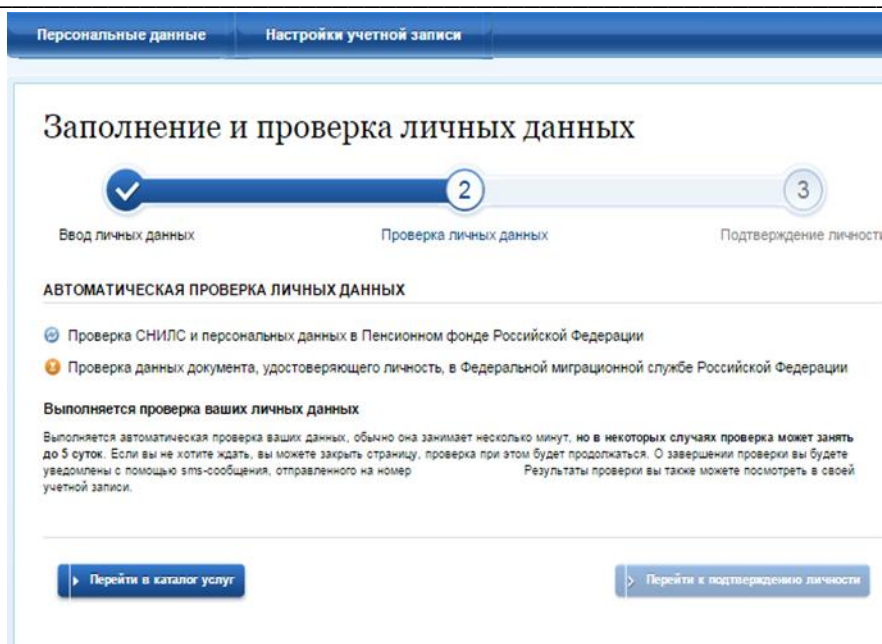 Персональные данные Настройки учетной записи
Заполнение и проверка личных данных
2 3
Ввод личных данных Проверка личных данных Подтверждение личности
АВТОМАТИЧЕСКАЯ ПРОВЕРКА ЛИЧНЫХ ДАННЫХ
Проверка СНИЛС и персональных данных в Пенсионном фонде Российской Федерации
Проверка данных документа, удостоверяющего личность, в Федеральной миграционной службе Российской Федерации
Выполняется проверка ваших личных данных
Выполняется автоматическая проверка ваших данных, обычно она занимает несколько минут, но в некоторых случаях проверка может занять
до 5 суток. Если вы не хотите ждать, вы можете закрыть страницу, проверка при этом будет продолжаться. О завершении проверки вы будете
уведомлены с помощью sms-сообщения, отправленного на номер Результаты проверки вы также можете посмотреть в своей
учетной записи.
Перейти в каталог услуг Перейти к подтверждению личности